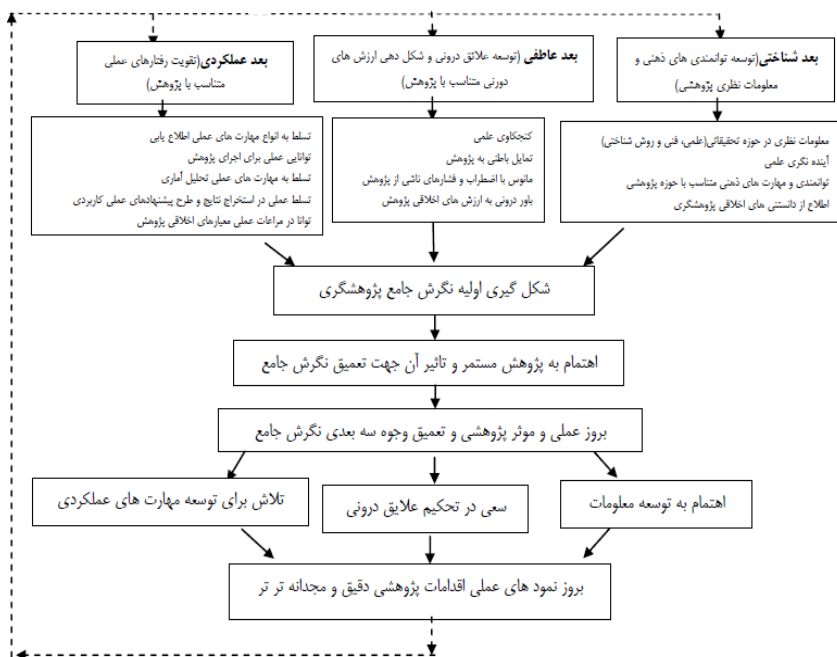 بعد شناختی(توسعه توانمندی های ذهنی و
معلومات نظری پژوهشی)
بعد عاطفی(توسعه علائق درونی و شکل دهی ارزش های
دورنی متناسب با پژوهش)
بعد عملکردی(تقویت رفتارهای عملی
متناسب با پژوهش)
معلومات نظری در حوزه تحقیقاتی(علمی، فنی و روش شناختی)
آینده نگری علمی
توانمندی و مهارت های ذهنی متناسب با حوزه پژوهشی
اطلاع از دانستنی های اخلاقی پژوهشگری
کنجکاوی علمی
تمایل باطنی به پژوهش
مانوس با اضطراب و فشارهای ناشی از پژوهش
باور درونی به ارزش های اخلاقی پژوهش
تسلط به انواع مهارت های عملی اطلاع یابی
توانایی عملی برای اجرای پژوهش
تسلط به مهارت های عملی تحلیل آماری
تسلط عملی در استخراج نتایج و طرح پیشنهادهای عملی کاربردی
توانا در مراعات عملی معیارهای اخلاقی پژوهش
شکل گیری اولیه نگرش جامع پژوهشگری
اهتمام به پژوهش مستمر و تاثیر آن جهت تعمیق نگرش جامع
بروز عملی و موثر پژوهشی و تعمیق وجوه سه بعدی نگرش جامع
اهتمام به توسعه معلومات
سعی در تحکیم علایق درونی
تلاش برای توسعه مهارت های عملکردی
بروز نمود های عملی اقدامات پژوهشی دقیق و مجدانه تر تر